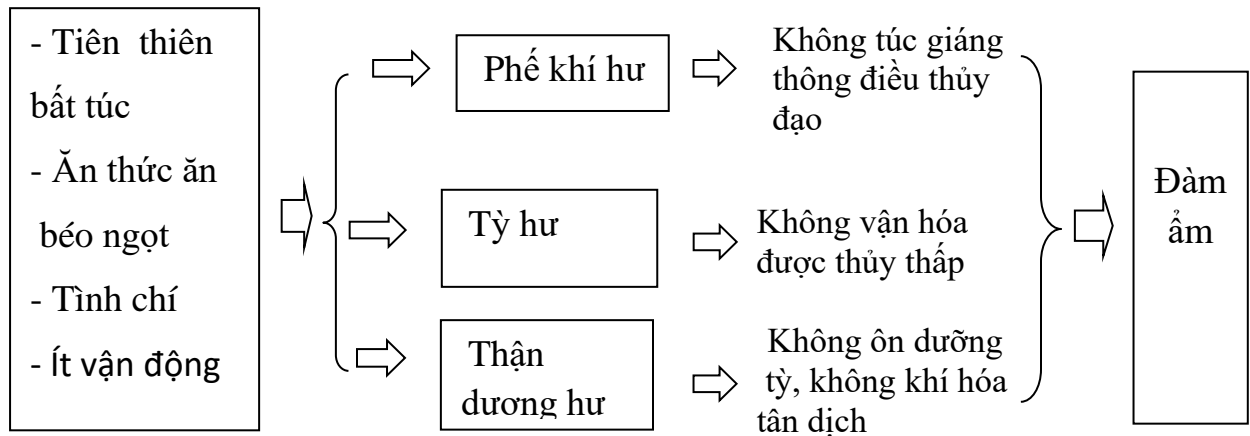 - Tiên thiên
bất túc
- Ăn thức ăn
béo ngọt
- Tình chí
- Ít vận động
Phế khí hư
Không túc giáng
thông điều thủy
đạo
Tỳ hư
Không vận hóa
được thủy thấp
Thận
dương hư
Không ôn dưỡng
tỳ, không khí hóa
tân dịch
Đàm
ẩm